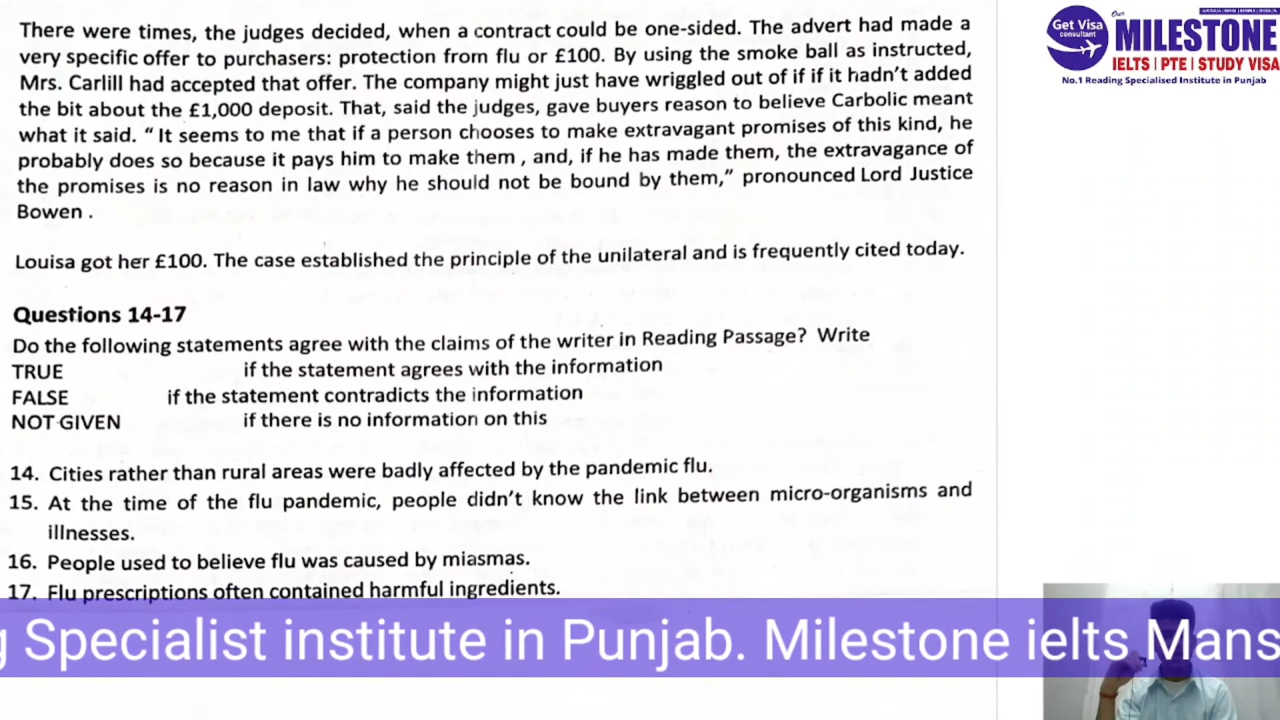 There were times, the judges decided, when a contract could be one-sided. The advert had made a
very specific offer to purchasers: protection from flu or £100. By using the smoke ball as instructed,
Mrs. Carlill had accepted that offer. The company might just have wriggled out of if if it hadn't added
the bit about the £1,000 deposit. That, said the judges, gave buyers reason to believe Carbolic meant
what it said. " It seems to me that if a person chooses to make extravagant promises of this kind, he
probably does so because it pays him to make them , and, if he has made them, the extravagance of
the promises is no reason in law why he should not be bound by them," pronounced Lord Justice
Bowen .
Louisa got her £100. The case established the principle of the unilateral and is frequently cited today.
Questions 14-17
Do the following statements agree with the claims of the writer in Reading Passage? Write
TRUE if the statement agrees with the information
FALSE if the statement contradicts the information
NOT GIVEN if there is no information on this
14. Cities rather than rural areas were badly affected by the pandemic flu.
15. At the time of the flu pandemic, people didn't know the link between micro-organisms and
illnesses.
16. People used to believe flu was caused by miasmas.
17. Flu prescriptions often contained harmful ingredients.
g Specialist institute in Punjab. Milestone ielts Mans
Get Visa
consultant
Our
MILESTONE
IELTS | PTE | STUDY VISA
No.1 Reading Specialised Institute in Punjab